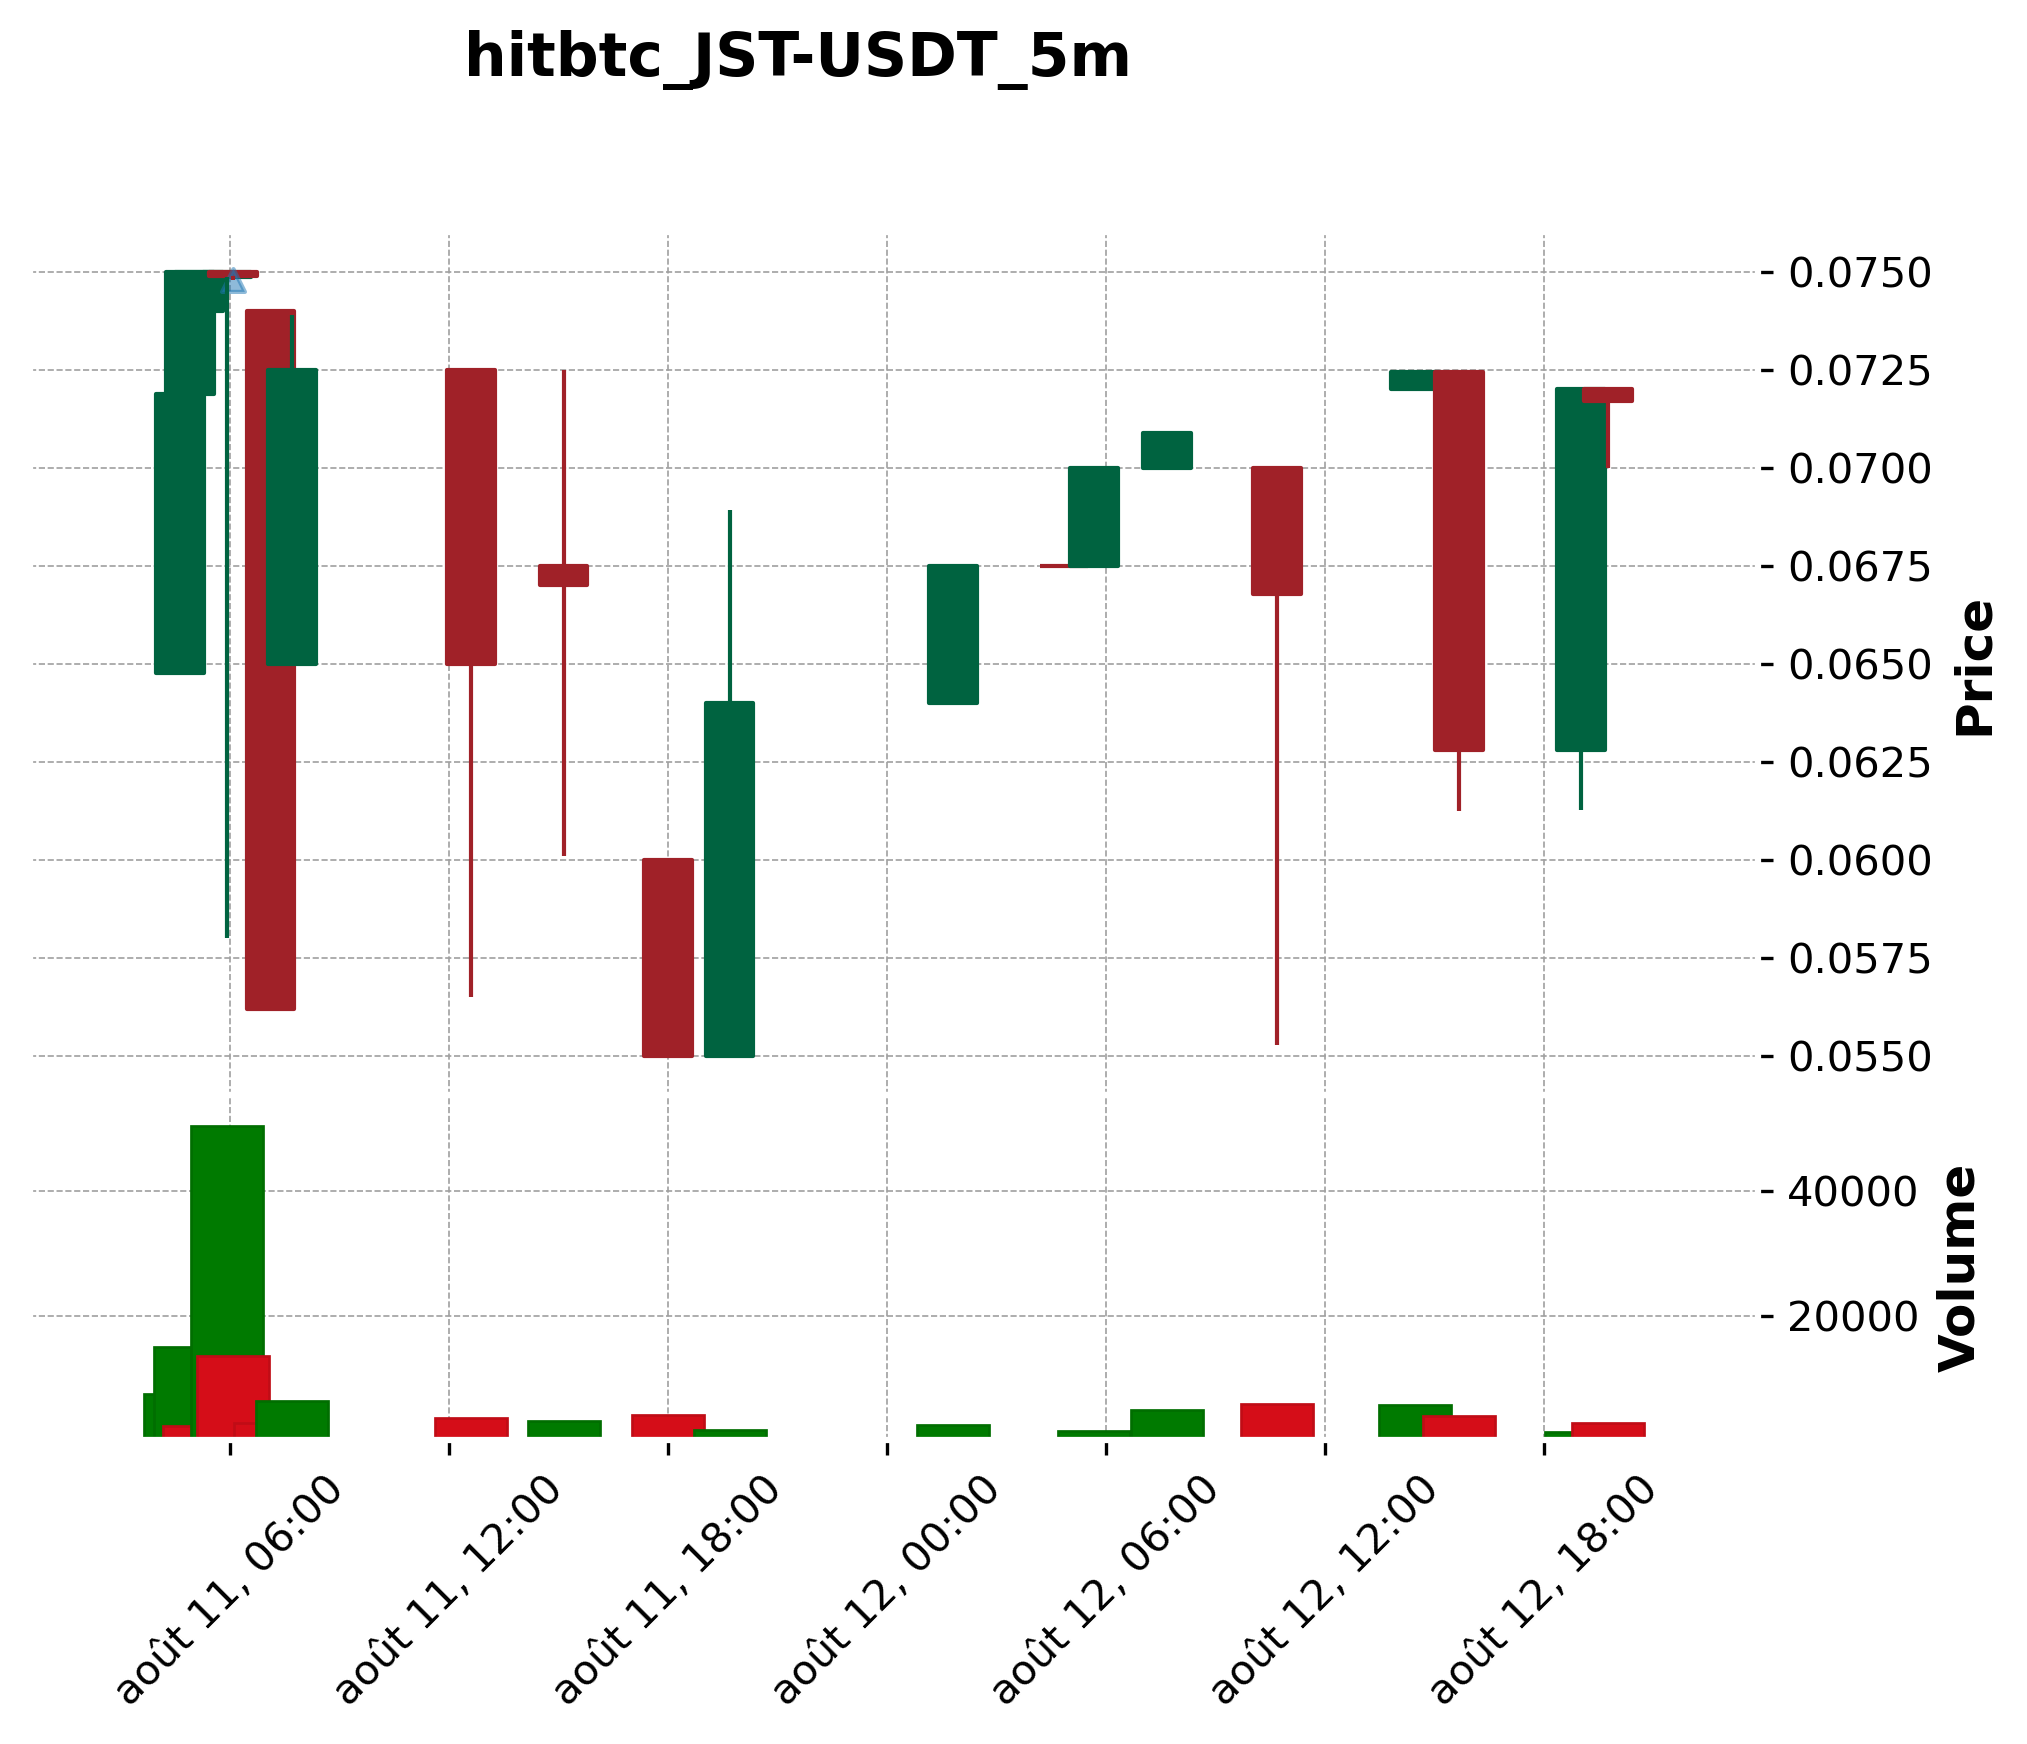 hitbtc_JST-USDT_5m
0.0750
0.0725
0.0700
0.0675
0.0650
0.0625
0.0600
0.0575
0.0550
Price
40000
20000
Volume
août 11, 06:00
août 11, 12:00
août 11, 18:00
août 12, 00:00
août 12, 06:00
août 12, 12:00
août 12, 18:00